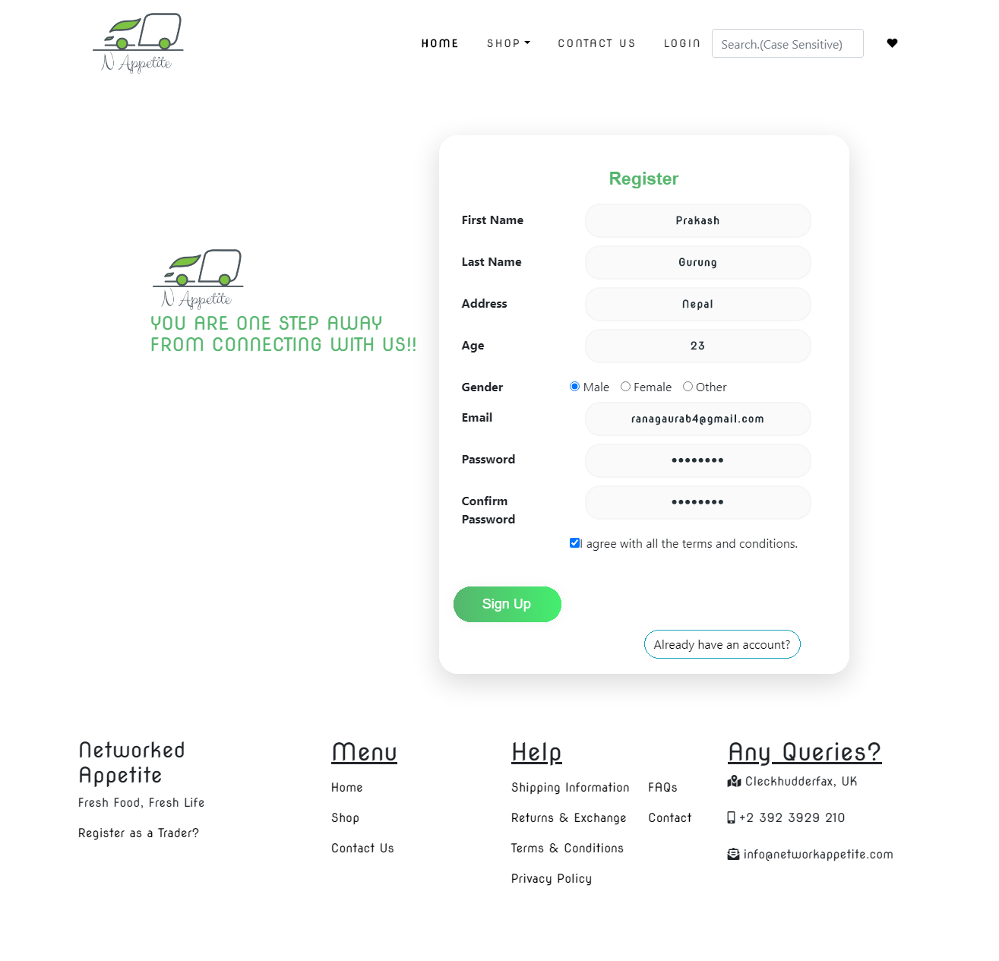 N Appetite
HOME SHOP CONTACT US LOGIN Search.(Case Sensitive)
Register
First Name Prakash
Last Name Gurung
Address Nepal
Age 23
Gender Male Female Other
Email ranagaurab4@gmail.com
Password ••••••••
Confirm Password ••••••••
I agree with all the terms and conditions.
Sign Up
Already have an account?
N Appetite
YOU ARE ONE STEP AWAY
FROM CONNECTING WITH US!!
Networked
Appetite
Fresh Food, Fresh Life
Register as a Trader?
Menu
Home
Shop
Contact Us
Help
Shipping Information
Returns & Exchange
Terms & Conditions
Privacy Policy
FAQs
Contact
Any Queries?
Cleckhudderfax, UK
+2 392 3929 210
info@networkappetite.com